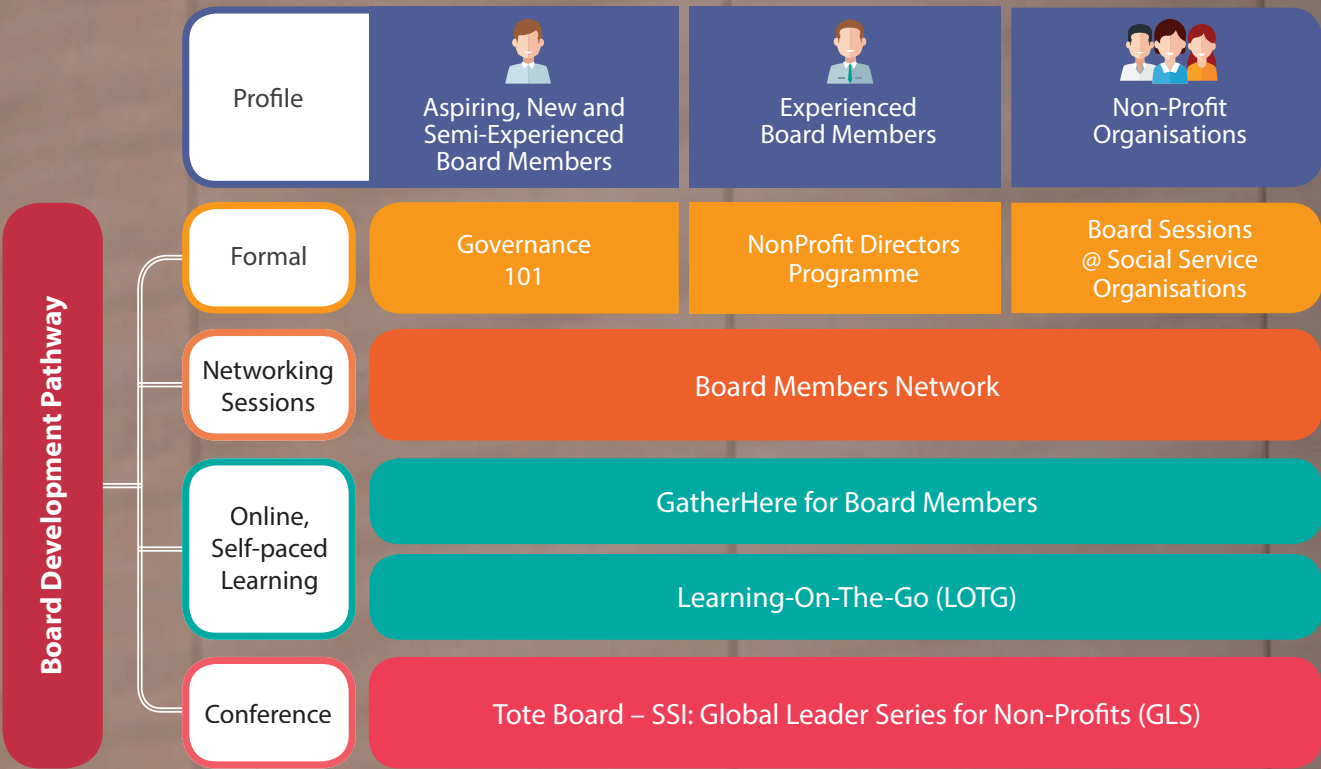 Profile
Aspiring, New and
Semi-Experienced
Board Members
Experienced
Board Members
Non-Profit
Organisations
Board Development Pathway
Formal
Governance
101
NonProfit Directors
Programme
Board Sessions
@ Social Service
Organisations
Networking
Sessions
Board Members Network
Online,
Self-paced
Learning
GatherHere for Board Members
Learning-On-The-Go (LOTG)
Conference
Tote Board – SSI: Global Leader Series for Non-Profits (GLS)